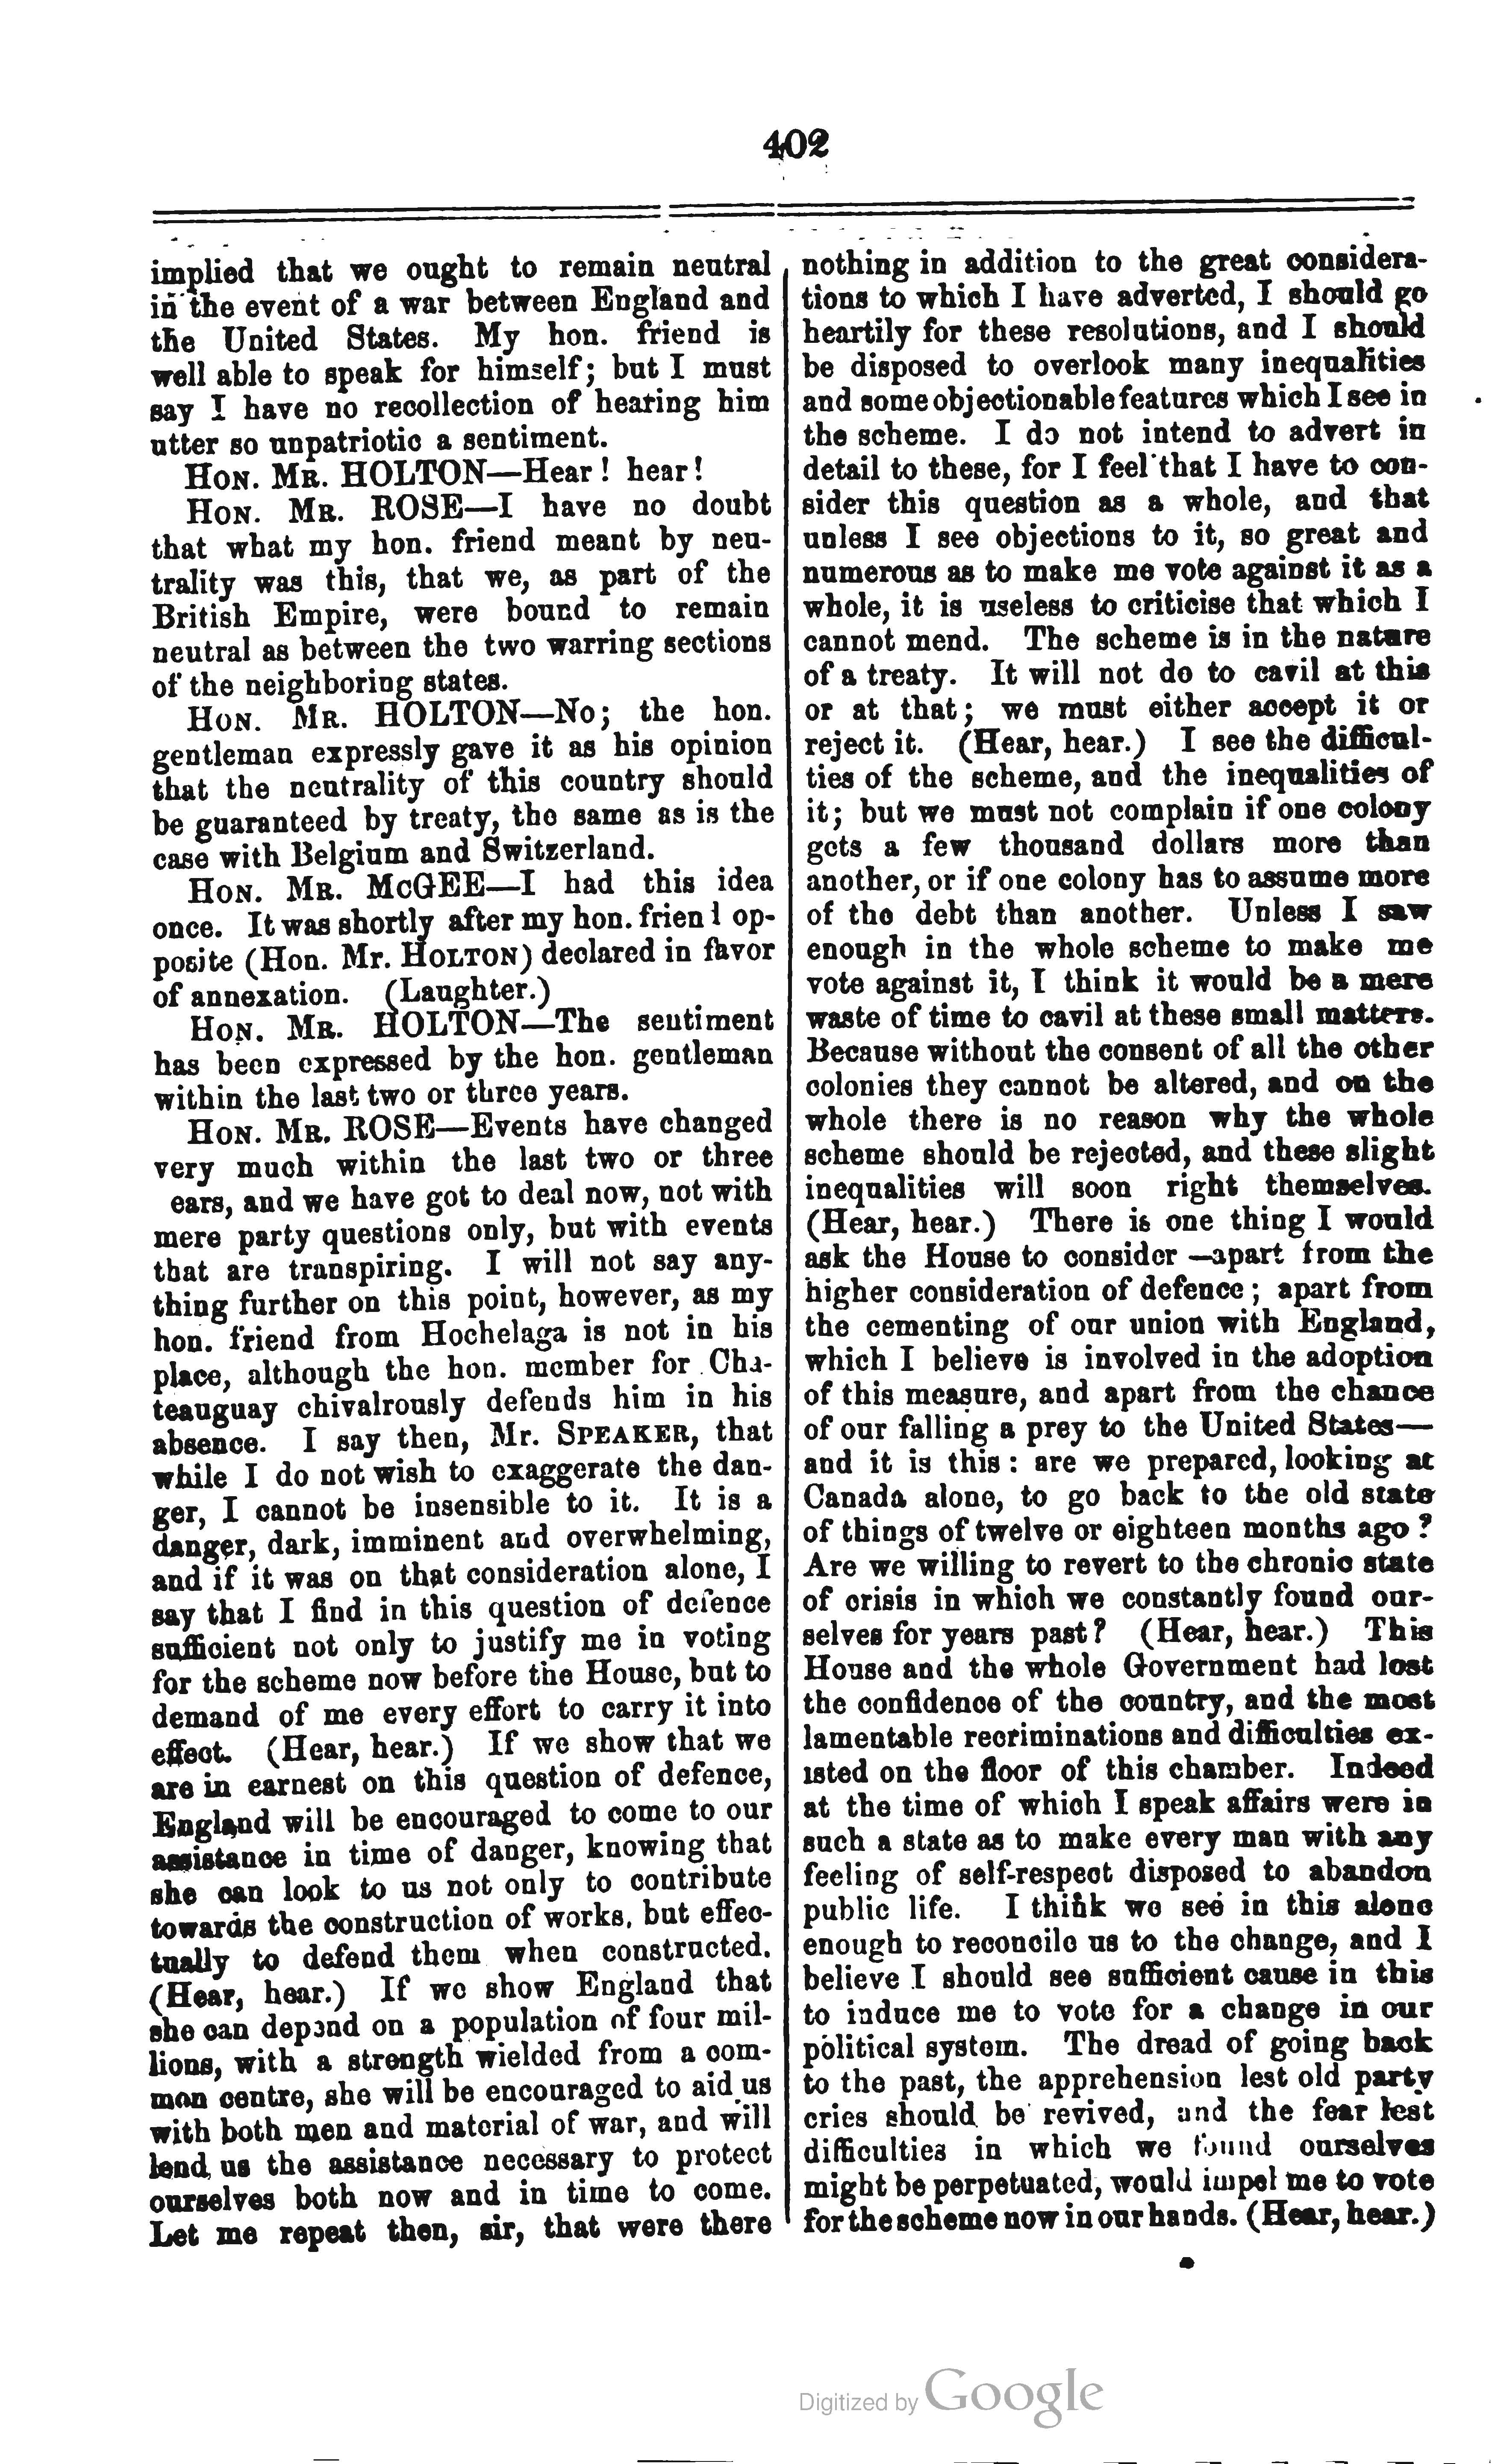 402
implied that we ought to remain neutral
in the event of a war between England and
the United States. My hon. friend is
well able to speak for himself; but I must
say I have no recollection of hearing him
utter so unpatriotic a sentiment.
HON. MR. HOLTON—Hear! hear!
HON. MR. ROSE—I have no doubt
that what my hon. friend meant by neu-
trality was this, that we, as part of the
British Empire, were bound to remain
neutral as between the two warring sections
of the neighboring states.
HON. MR. HOLTON—No; the hon.
gentleman expressly gave it as his opinion
that the neutrality of this country should
be guaranteed by treaty, the same as is the
case with Belgium and Switzerland.
HON. MR. MCGEE—I had this idea
once. It was shortly after my hon. friend op-
posite (Hon. Mr. HOLTON) declared in favor
of annexation. (Laughter.)
HON. MR. HOLTON—The sentiment
has been expressed by the hon. gentleman
within the last two or three years.
HON. MR. ROSE—Events have changed
very much within the last two or three
ears, and we have got to deal now, not with
mere party questions only, but with events
that are transpiring. I will not say any-
thing further on this point, however, as my
hon. friend from Hochelaga is not in his
place, although the hon. member for Cha-
teauguay chivalrously defends him in his
absence. I say then, Mr. SPEAKER, that
while I do not wish to exaggerate the dan-
ger, I cannot be insensible to it. It is a
danger, dark, imminent and overwhelming,
and if it was on that consideration alone, I
say that I find in this question of defence
sufficient not only to justify me in voting
for the scheme now before the House, but to
demand of me every effort to carry it into
effect. (Hear, hear.) If we show that we
are in earnest on this question of defence,
England will be encouraged to come to our
assistance in time of danger, knowing that
she can look to us not only to contribute
towards the construction of works, but effec-
tually to defend them when constructed.
(Hear, hear.) If we show England that
she can depend on a population of four mil-
lions, with a strength wielded from a com-
mon centre, she will be encouraged to aid us
with both men and material of war, and will
lend us the assistance necessary to protect
ourselves both now and in time to come.
Let me repeat then, sir, that were there
nothing in addition to the great considera-
tions to which I have adverted, I should go
heartily for these resolutions, and I should
be disposed to overlook many inequalities
and some objectionable features which I see in
the scheme. I do not intend to advert in
detail to these, for I feel that I have to con-
sider this question as a whole, and that
unless I see objections to it, so great and
numerous as to make me vote against it as a
whole, it is useless to criticise that which I
cannot mend. The scheme is in the nature
of a treaty. It will not do to cavil at this
or at that; we must either accept it or
reject it. (Hear, hear.) I see the difficul-
ties of the scheme, and the inequalities of
it; but we must not complain if one colony
gets a few thousand dollars more than
another, or if one colony has to assume more
of the debt than another. Unless I saw
enough in the whole scheme to make me
vote against it, I think it would be a mere
waste of time to cavil at these small matters.
Because without the consent of all the other
colonies they cannot be altered, and on the
whole there is no reason why the whole
scheme should be rejected, and these slight
inequalities will soon right themselves.
(Hear, hear.) There is one thing I would
ask the House to consider—apart from the
higher consideration of defence; apart from
the cementing of our union with England,
which I believe is involved in the adoption
of this measure, and apart from the chance
of our falling a prey to the United States—
and it is this: are we prepared, looking at
Canada alone, to go back to the old state
of things of twelve or eighteen months ago?
Are we willing to revert to the chronic state
of crisis in which we constantly found our-
selves for years past? (Hear, hear.) This
House and the whole Government had lost
the confidence of the country, and the most
lamentable recriminations and difficulties ex-
isted on the floor of this chamber. Indeed
at the time of which I speak affairs were in
such a state as to make every man with any
feeling of self-respect disposed to abandon
public life. I think we see in this alone
enough to reconcile us to the change, and I
believe I should see sufficient cause in this
to induce me to vote for a change in our
political system. The dread of going back
to the past, the apprehension lest old party
cries should be revived, and the fear lest
difficulties in which we found ourselves
might be perpetuated, would impel me to vote
for the scheme now in our hands. (Hear, hear.)
Digitized by Google